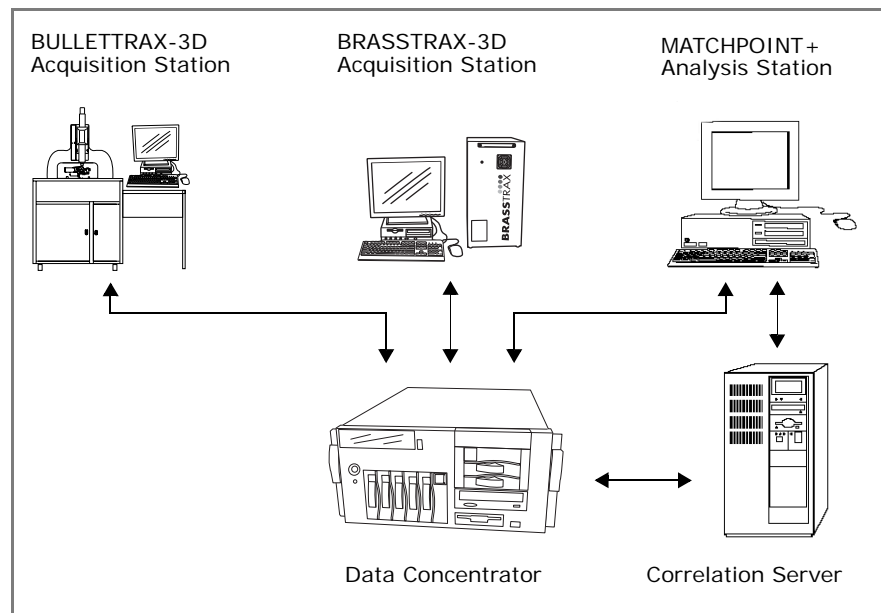 BULLETTRAX-3D
Acquisition Station
BRASSTRAX-3D
Acquisition Station
MATCHPOINT+
Analysis Station
BRASSTRAX
Data Concentrator
Correlation Server